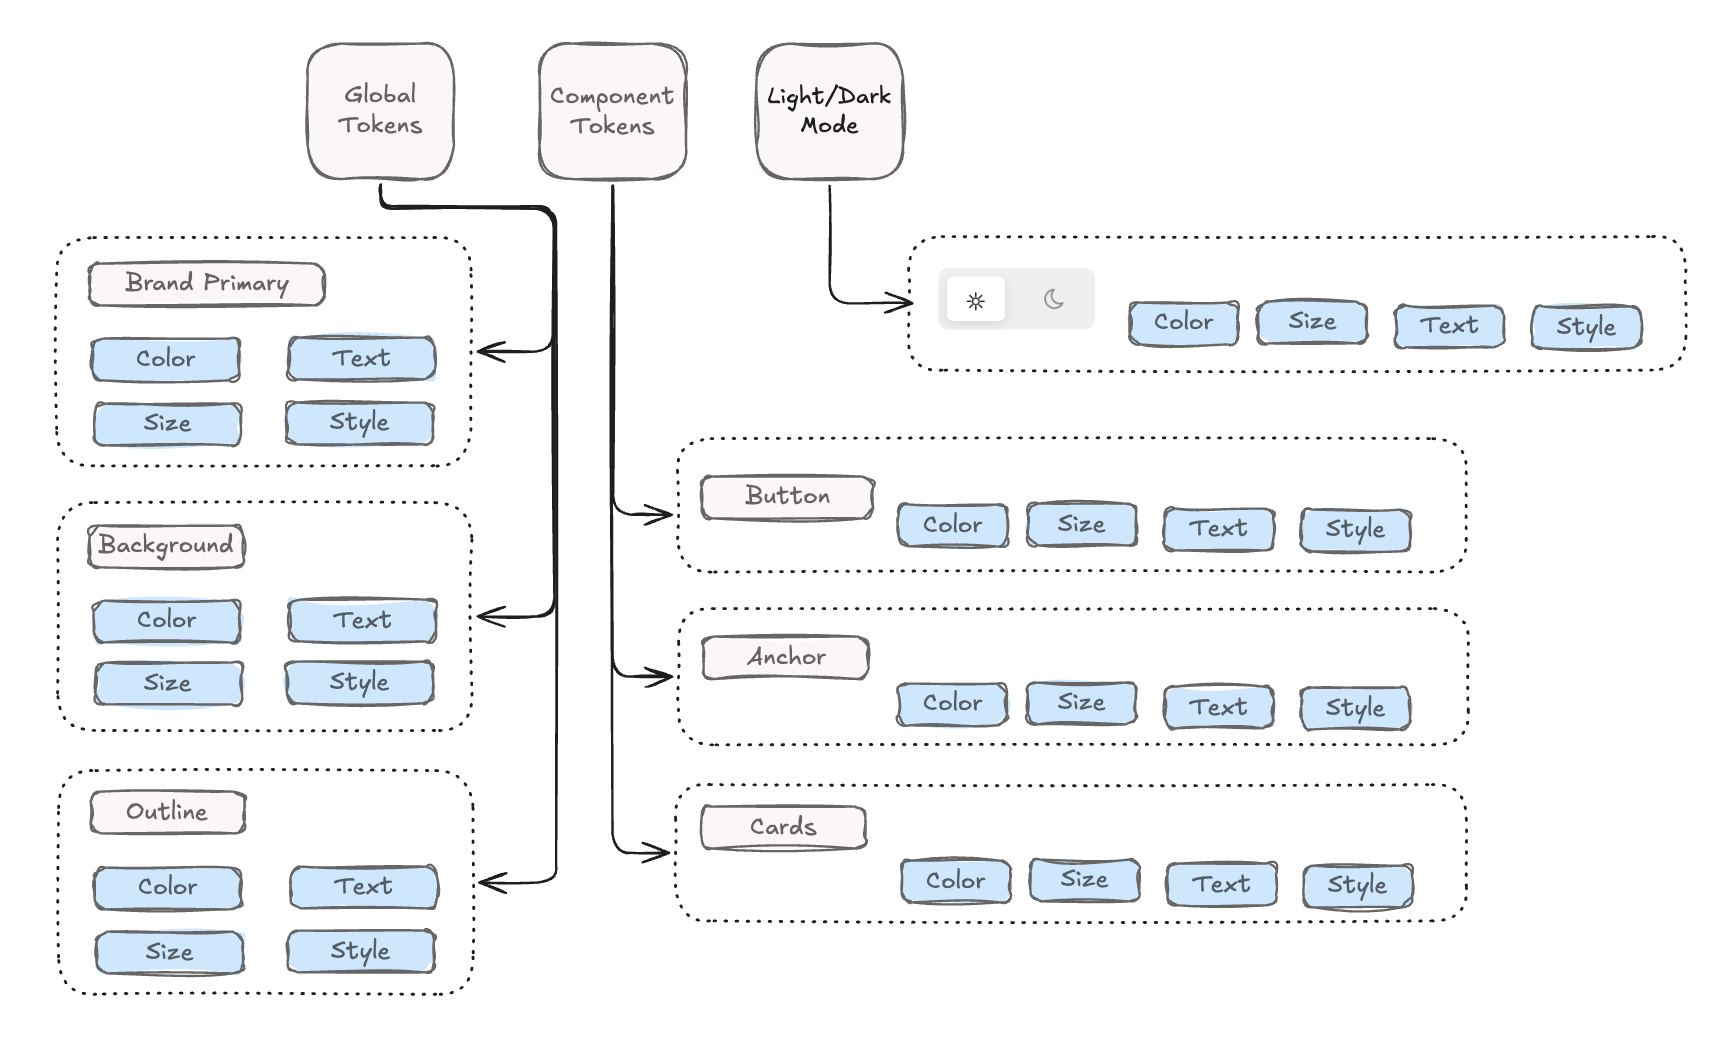 Global
Tokens
Component
Tokens
Light/Dark
Mode
Brand Primary
Color
Text
Size
Style
Background
Color
Text
Size
Style
Outline
Color
Text
Size
Style
Color
Size
Text
Style
Button
Color
Size
Text
Style
Anchor
Color
Size
Text
Style
Cards
Color
Size
Text
Style